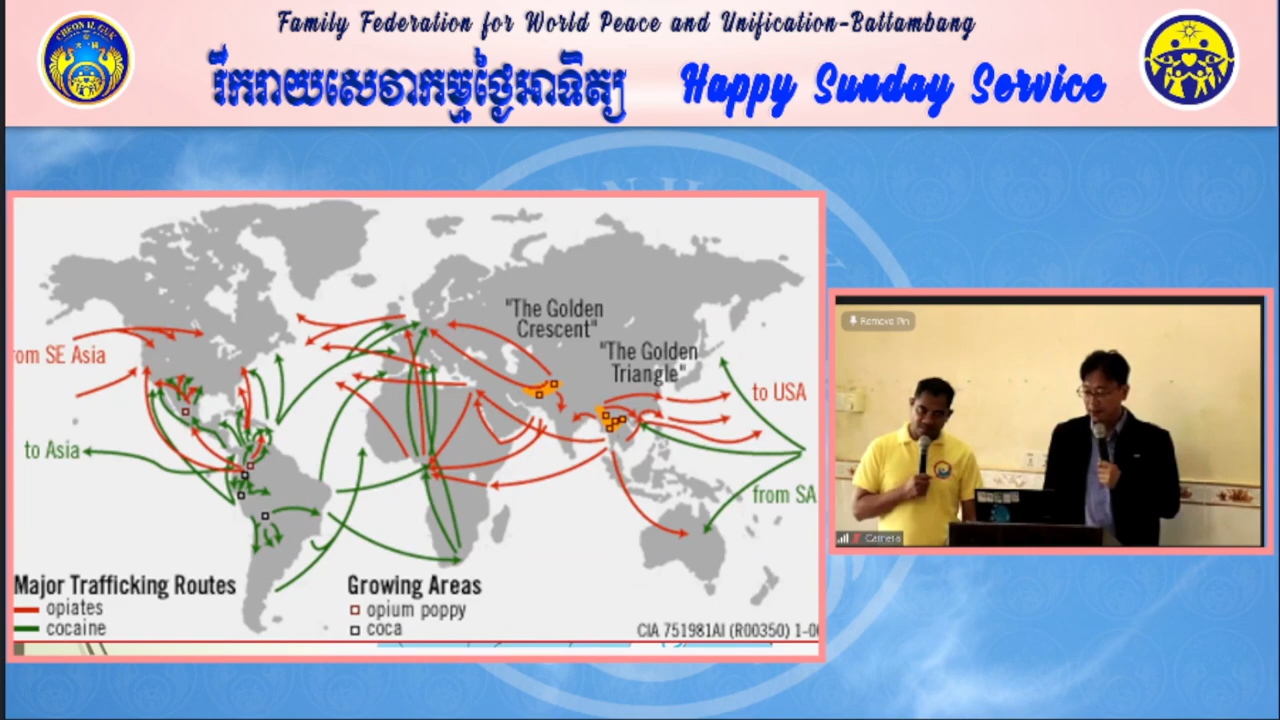 Family Federation for World Peace and Unification-Battambang
រីករាយសេវាកម្មថ្ងៃអាទិត្យ Happy Sunday Service
CHEON IL GUK
"The Golden
Crescent"
"The Golden
Triangle"
rom SE Asia
to USA
to Asia
from SA
Major Trafficking Routes
opiates
cocaine
Growing Areas
opium poppy
coca
CIA 751981AI (R00350) 1-0
Remove Pin
Camera